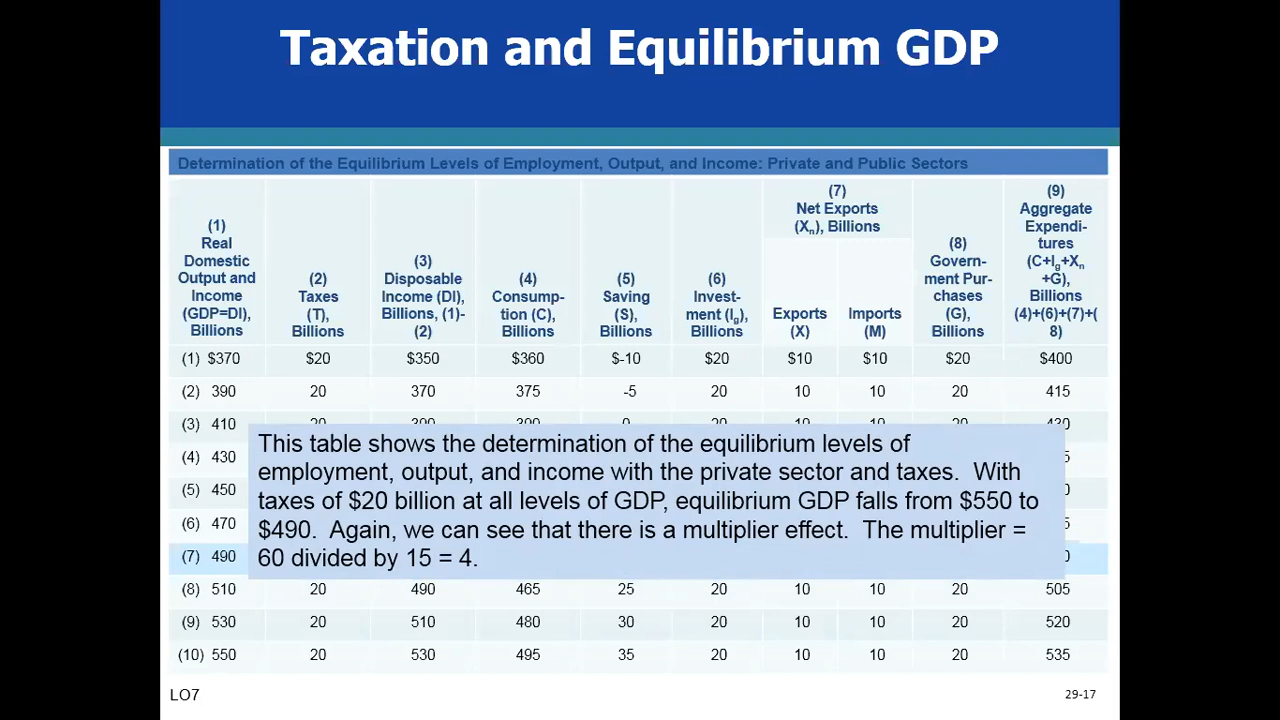 Taxation and Equilibrium GDP
Determination of the Equilibrium Levels of Employment, Output, and Income: Private and Public Sectors
(1)
Real
Domestic
Output and
Income
(GDP=DI),
Billions
(2)
Taxes
(T),
Billions
(3)
Disposable
Income (DI),
Billions, (1)-
(2)
(4)
Consump-
tion (C),
Billions
(5)
Saving
(S),
Billions
(6)
Invest-
ment (Ig),
Billions
(7)
Net Exports
(Xn), Billions
Exports
(X)
Imports
(M)
(8)
Govern-
ment Pur-
chases
(G),
Billions
(9)
Aggregate
Expendi-
tures
(C+Ig+Xn
+G),
Billions
(4)+(6)+(7)+(
8)
(1) $370 $20 $350 $360 $-10 $20 $10 $10 $20 $400
(2) 390 20 370 375 -5 20 10 10 20 415
(3) 410
(4) 430
(5) 450
(6) 470
(7) 490
This table shows the determination of the equilibrium levels of
employment, output, and income with the private sector and taxes. With
taxes of $20 billion at all levels of GDP, equilibrium GDP falls from $550 to
$490. Again, we can see that there is a multiplier effect. The multiplier =
60 divided by 15 = 4.
(8) 510 20 490 465 25 20 10 10 20 505
(9) 530 20 510 480 30 20 10 10 20 520
(10) 550 20 530 495 35 20 10 10 20 535
LO7
29-17